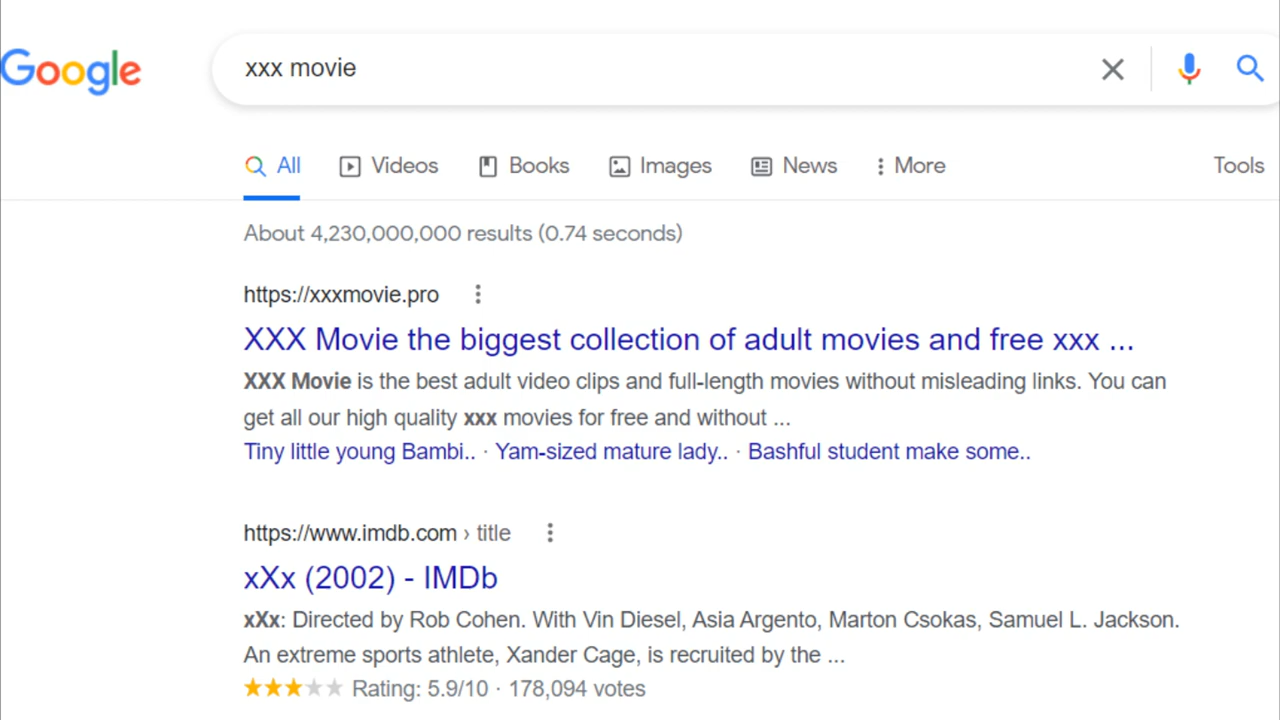 Google
xxx movie
All Videos Books Images News More Tools
About 4,230,000,000 results (0.74 seconds)
https://xxxmovie.pro
XXX Movie the biggest collection of adult movies and free xxx ...
XXX Movie is the best adult video clips and full-length movies without misleading links. You can
get all our high quality xxx movies for free and without ...
Tiny little young Bambi.. · Yam-sized mature lady.. · Bashful student make some..
https://www.imdb.com › title
xXx (2002) - IMDb
xXx: Directed by Rob Cohen. With Vin Diesel, Asia Argento, Marton Csokas, Samuel L. Jackson.
An extreme sports athlete, Xander Cage, is recruited by the ...
Rating: 5.9/10 · 178,094 votes